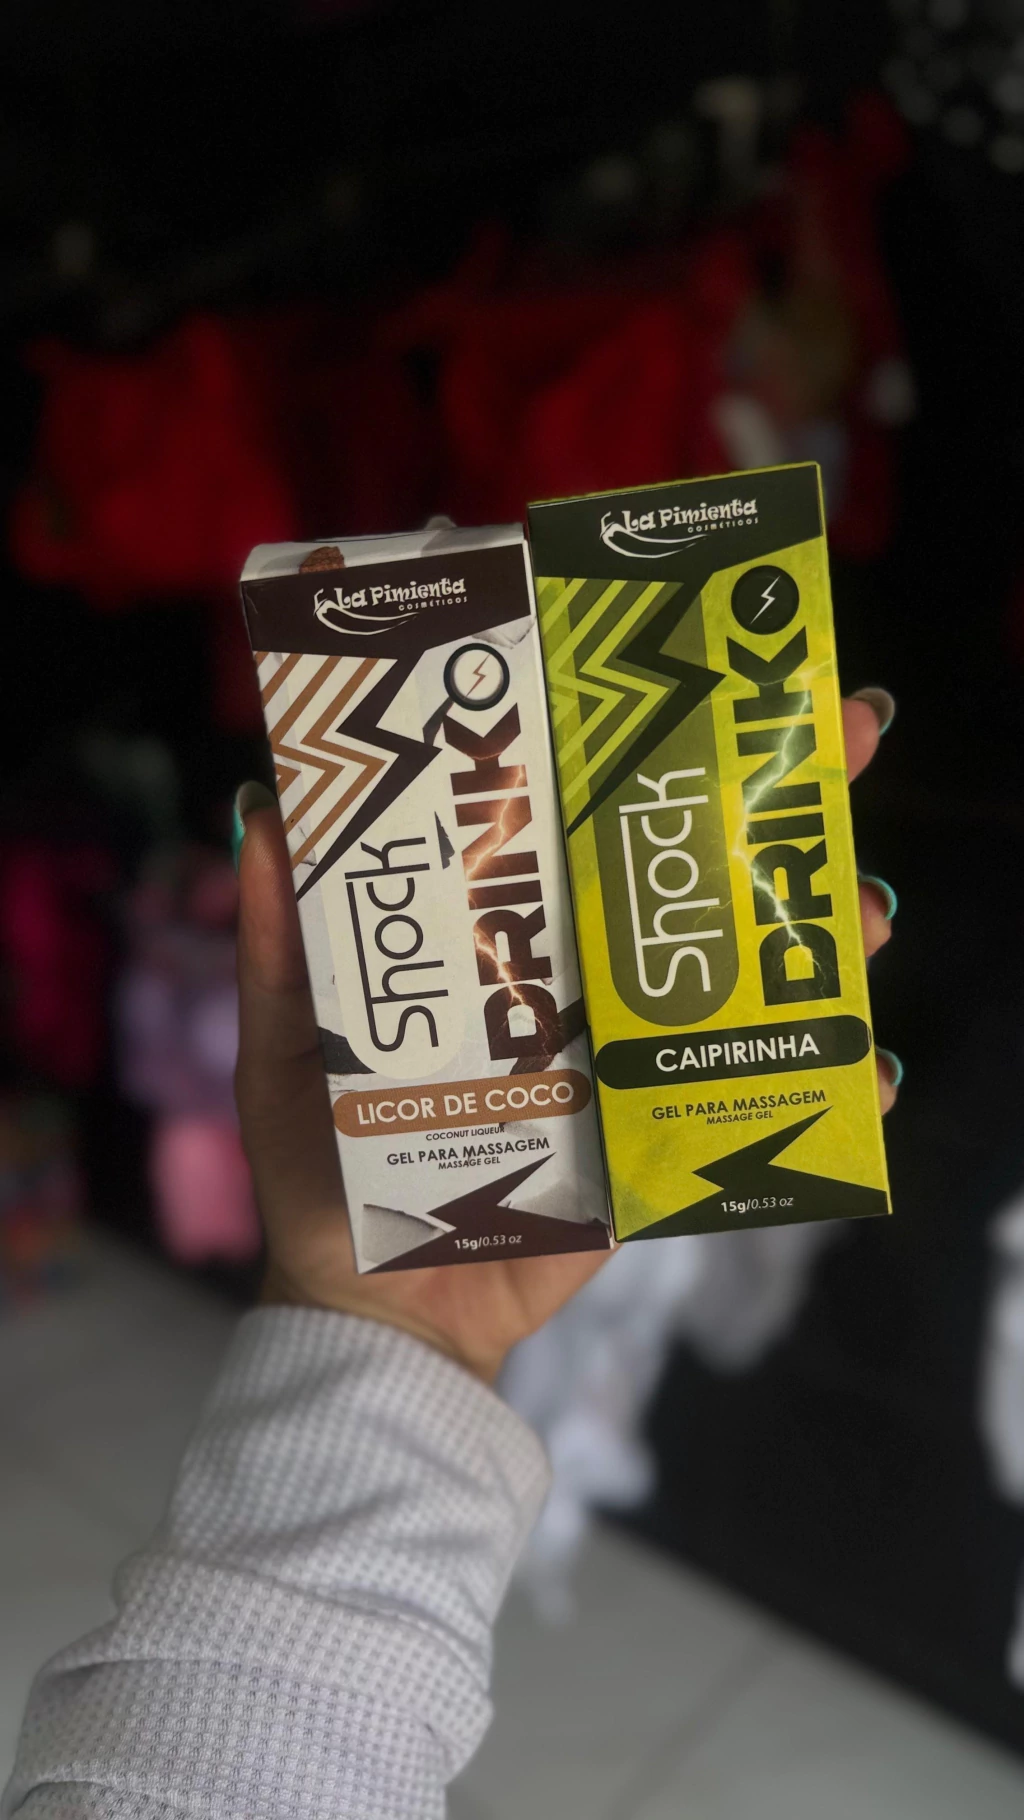 La Pimienta
COSMÉTICOS
Shock
DRINK
LICOR DE COCO
COCONUT LIQUEUR
GEL PARA MASSAGEM
MASSAGE GEL
15g/0.53 oz
La Pimienta
COSMÉTICOS
Shock
DRINK
CAIPIRINHA
GEL PARA MASSAGEM
MASSAGE GEL
15g/0.53 oz